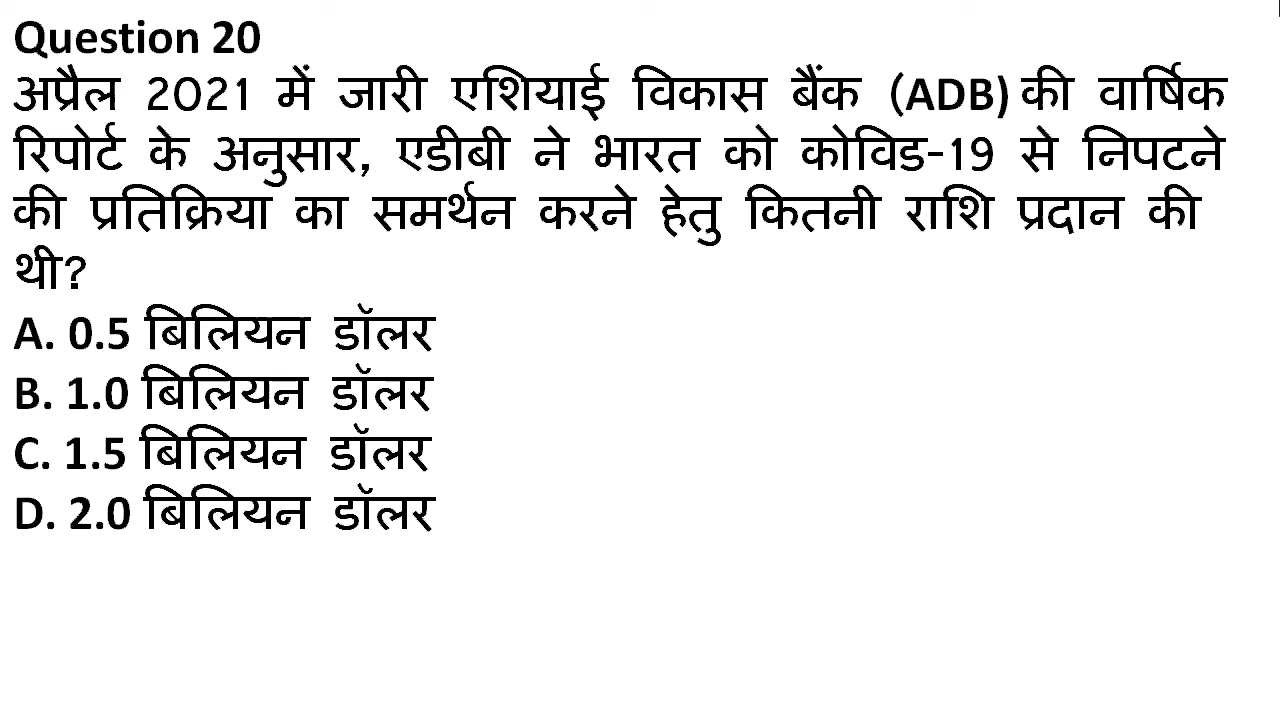 Question 20
अप्रैल 2021 में जारी एशियाई विकास बैंक (ADB) की वार्षिक
रिपोर्ट के अनुसार, एडीबी ने भारत को कोविड-19 से निपटने
की प्रतिक्रिया का समर्थन करने हेतु कितनी राशि प्रदान की
थी?
A. 0.5 बिलियन डॉलर
B. 1.0 बिलियन डॉलर
C. 1.5 बिलियन डॉलर
D. 2.0 बिलियन डॉलर